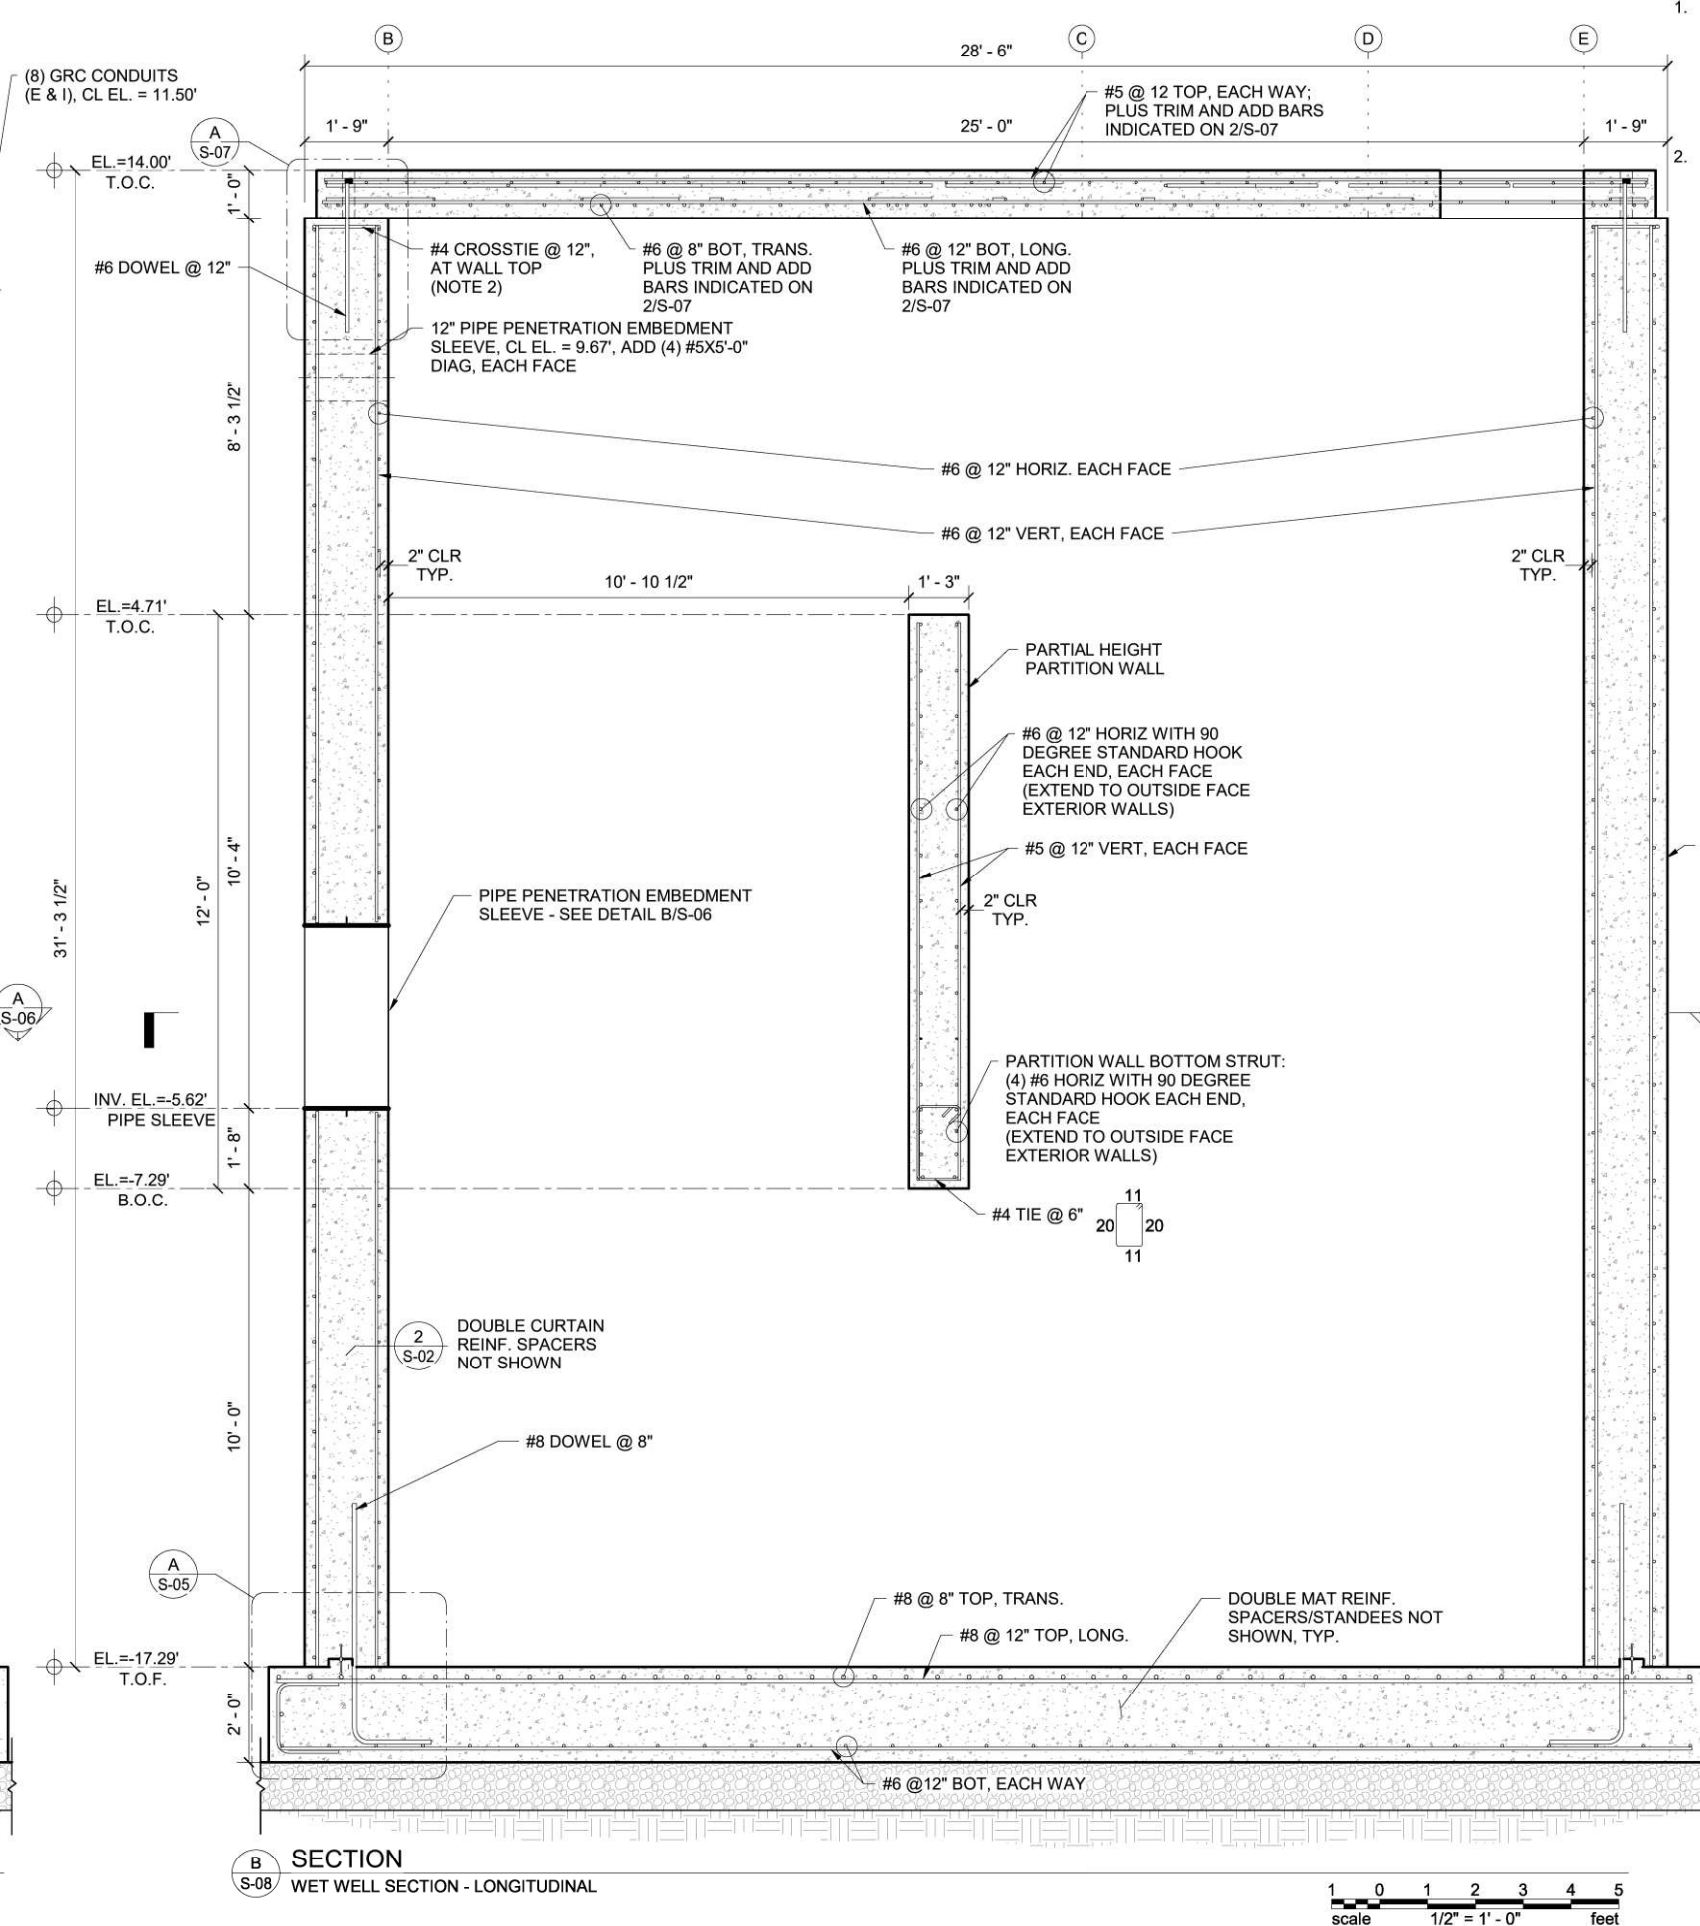 1.
B
C
D
E
28' - 6"
(8) GRC CONDUITS
(E & I), CL EL. = 11.50'
#5 @ 12 TOP, EACH WAY;
PLUS TRIM AND ADD BARS
INDICATED ON 2/S-07
1' - 9"
25' - 0"
1' - 9"
A
S-07
2.
EL.=14.00'
T.O.C.
1' - 0"
#4 CROSSTIE @ 12",
AT WALL TOP
(NOTE 2)
#6 @ 8" BOT, TRANS.
PLUS TRIM AND ADD
BARS INDICATED ON
2/S-07
#6 @ 12" BOT, LONG.
PLUS TRIM AND ADD
BARS INDICATED ON
2/S-07
#6 DOWEL @ 12"
12" PIPE PENETRATION EMBEDMENT
SLEEVE, CL EL. = 9.67', ADD (4) #5X5'-0"
DIAG, EACH FACE
8' - 3 1/2"
#6 @ 12" HORIZ. EACH FACE
#6 @ 12" VERT, EACH FACE
2" CLR
TYP.
2" CLR
TYP.
10' - 10 1/2"
1' - 3"
EL.=4.71'
T.O.C.
PARTIAL HEIGHT
PARTITION WALL
#6 @ 12" HORIZ WITH 90
DEGREE STANDARD HOOK
EACH END, EACH FACE
(EXTEND TO OUTSIDE FACE
EXTERIOR WALLS)
#5 @ 12" VERT, EACH FACE
31' - 3 1/2"
12' - 0"
10' - 4"
PIPE PENETRATION EMBEDMENT
SLEEVE - SEE DETAIL B/S-06
2" CLR
TYP.
A
S-06
PARTITION WALL BOTTOM STRUT:
(4) #6 HORIZ WITH 90 DEGREE
STANDARD HOOK EACH END,
EACH FACE
(EXTEND TO OUTSIDE FACE
EXTERIOR WALLS)
INV. EL.=-5.62'
PIPE SLEEVE
1' - 8"
EL.=-7.29'
B.O.C.
#4 TIE @ 6"
11
20 20
11
2
S-02
DOUBLE CURTAIN
REINF. SPACERS
NOT SHOWN
10' - 0"
#8 DOWEL @ 8"
A
S-05
#8 @ 8" TOP, TRANS.
#8 @ 12" TOP, LONG.
DOUBLE MAT REINF.
SPACERS/STANDEES NOT
SHOWN, TYP.
EL.=-17.29'
T.O.F.
2' - 0"
#6 @12" BOT, EACH WAY
B
S-08
SECTION
WET WELL SECTION - LONGITUDINAL
1 0 1 2 3 4 5
scale 1/2" = 1' - 0" feet